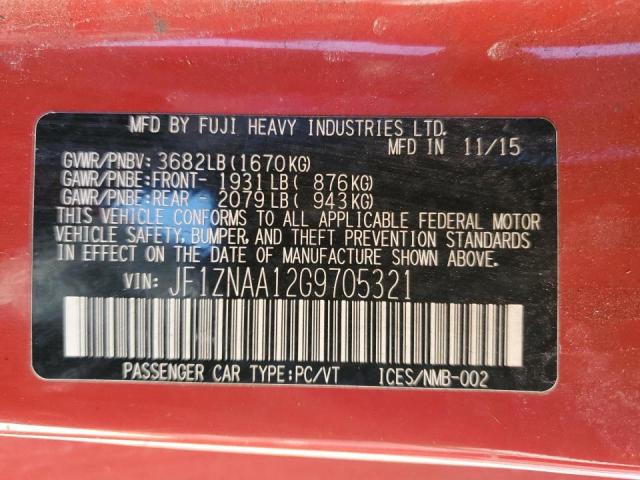 MFD BY FUJI HEAVY INDUSTRIES LTD.
MFD IN 11/15
GVWR/PNBV: 3682LB(1670KG)
GAWR/PNBE:FRONT- 1931LB( 876KG)
GAWR/PNBE:REAR - 2079LB( 943KG)
THIS VEHICLE CONFORMS TO ALL APPLICABLE FEDERAL MOTOR
VEHICLE SAFETY, BUMPER, AND THEFT PREVENTION STANDARDS
IN EFFECT ON THE DATE OF MANUFACTURE SHOWN ABOVE.
VIN: JF1ZNAA12G9705321
PASSENGER CAR TYPE:PC/VT ICES/NMB-002